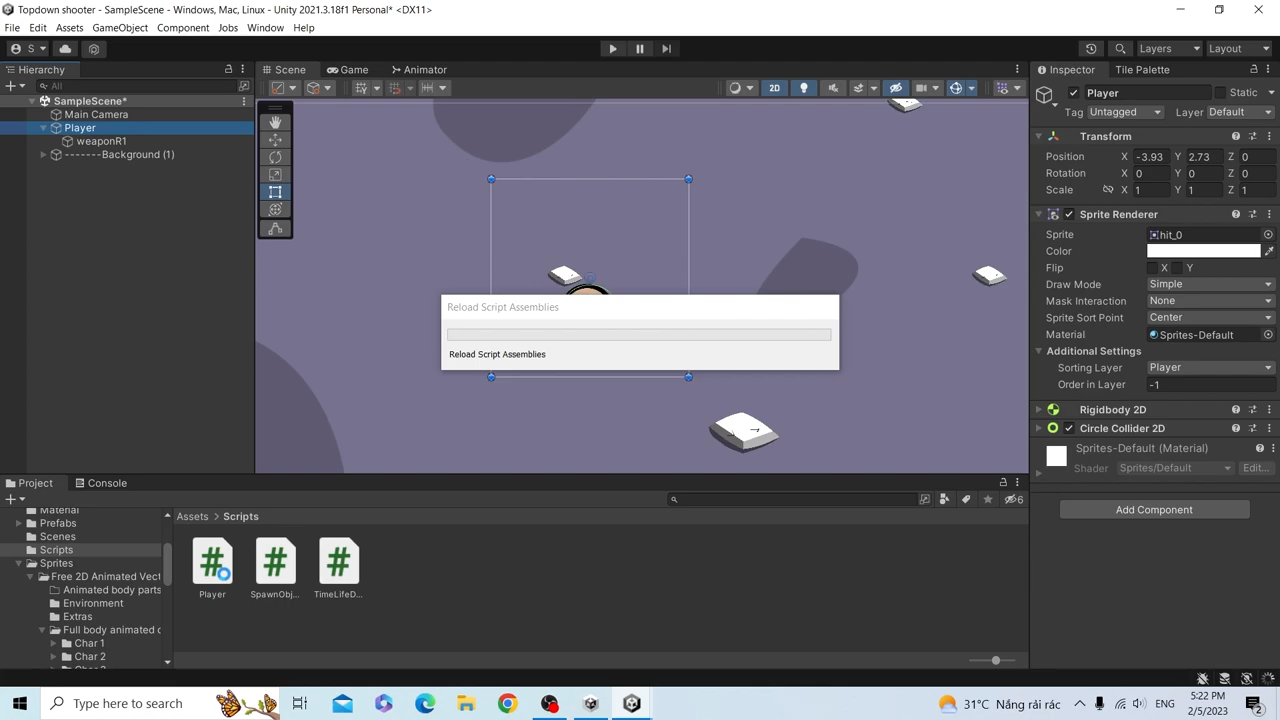 Topdown shooter - SampleScene - Windows, Mac, Linux - Unity 2021.3.18f1 Personal* <DX11>
File Edit Assets GameObject Component Jobs Window Help
S Layers Layout
Hierarchy Scene Game Animator Inspector Tile Palette
All 2D
SampleScene*
Main Camera
Player
weaponR1
-------Background (1)
Player Static
Tag Untagged Layer Default
Transform
Position X -3.93 Y 2.73 Z 0
Rotation X 0 Y 0 Z 0
Scale X 1 Y 1 Z 1
Sprite Renderer
Sprite hit_0
Color
Flip X Y
Draw Mode Simple
Mask Interaction None
Sprite Sort Point Center
Material Sprites-Default
Additional Settings
Sorting Layer Player
Order in Layer -1
Rigidbody 2D
Circle Collider 2D
Sprites-Default (Material)
Shader Sprites/Default Edit...
Add Component
Reload Script Assemblies
Reload Script Assemblies
Project Console
6
Material
Prefabs
Scenes
Scripts
Sprites
Free 2D Animated Vect
Animated body parts
Environment
Extras
Full body animated c
Char 1
Char 2
Assets > Scripts
Player SpawnObj... TimeLifeD...
Type here to search
31°C Nắng rải rác
ENG
5:22 PM
2/5/2023
2